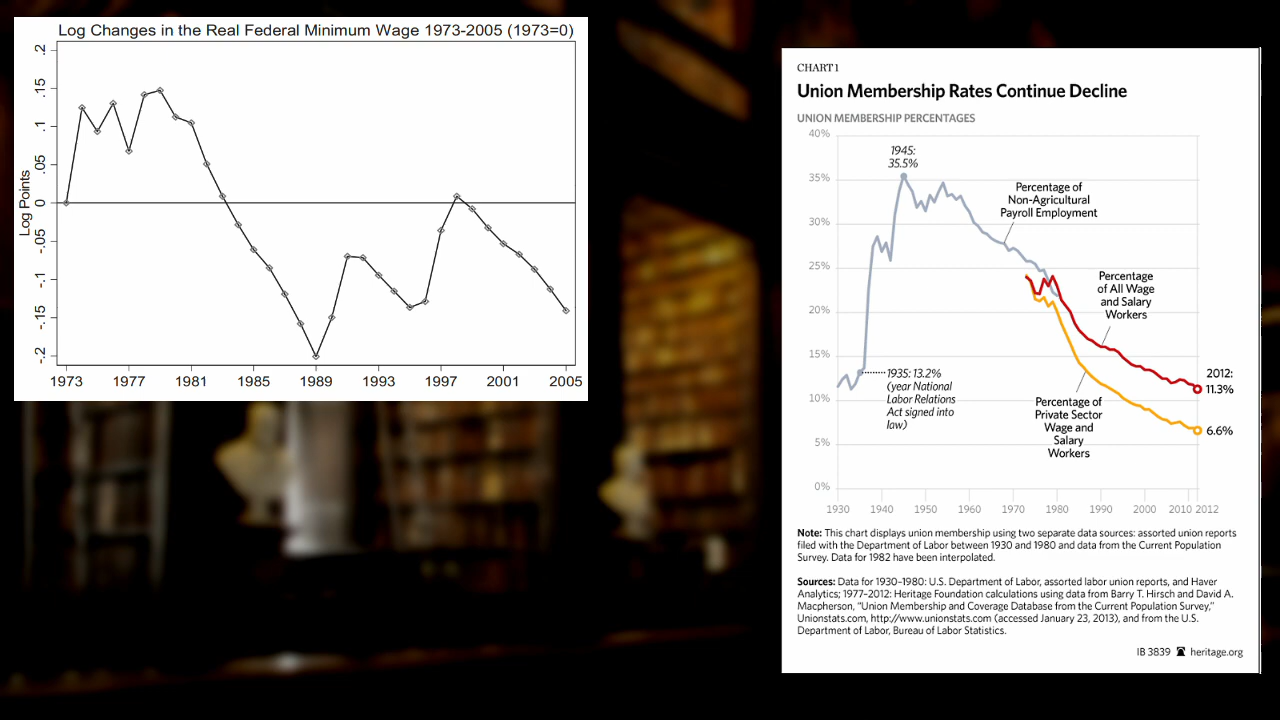 Log Changes in the Real Federal Minimum Wage 1973-2005 (1973=0)
Log Points
.2
.15
.1
.05
0
-.05
-.1
-.15
-.2
1973 1977 1981 1985 1989 1993 1997 2001 2005
CHART 1
Union Membership Rates Continue Decline
UNION MEMBERSHIP PERCENTAGES
40%
35%
30%
25%
20%
15%
10%
5%
0%
1945:
35.5%
Percentage of
Non-Agricultural
Payroll Employment
Percentage
of All Wage
and Salary
Workers
1935: 13.2%
(year National
Labor Relations
Act signed into
law)
Percentage of
Private Sector
Wage and
Salary
Workers
2012:
11.3%
6.6%
1930 1940 1950 1960 1970 1980 1990 2000 2010 2012
Note: This chart displays union membership using two separate data sources: assorted union reports
filed with the Department of Labor between 1930 and 1980 and data from the Current Population
Survey. Data for 1982 have been interpolated.
Sources: Data for 1930–1980: U.S. Department of Labor, assorted labor union reports, and Haver
Analytics; 1977–2012: Heritage Foundation calculations using data from Barry T. Hirsch and David A.
Macpherson, “Union Membership and Coverage Database from the Current Population Survey,”
Unionstats.com, http://www.unionstats.com (accessed January 23, 2013), and from the U.S.
Department of Labor, Bureau of Labor Statistics.
IB 3839 heritage.org